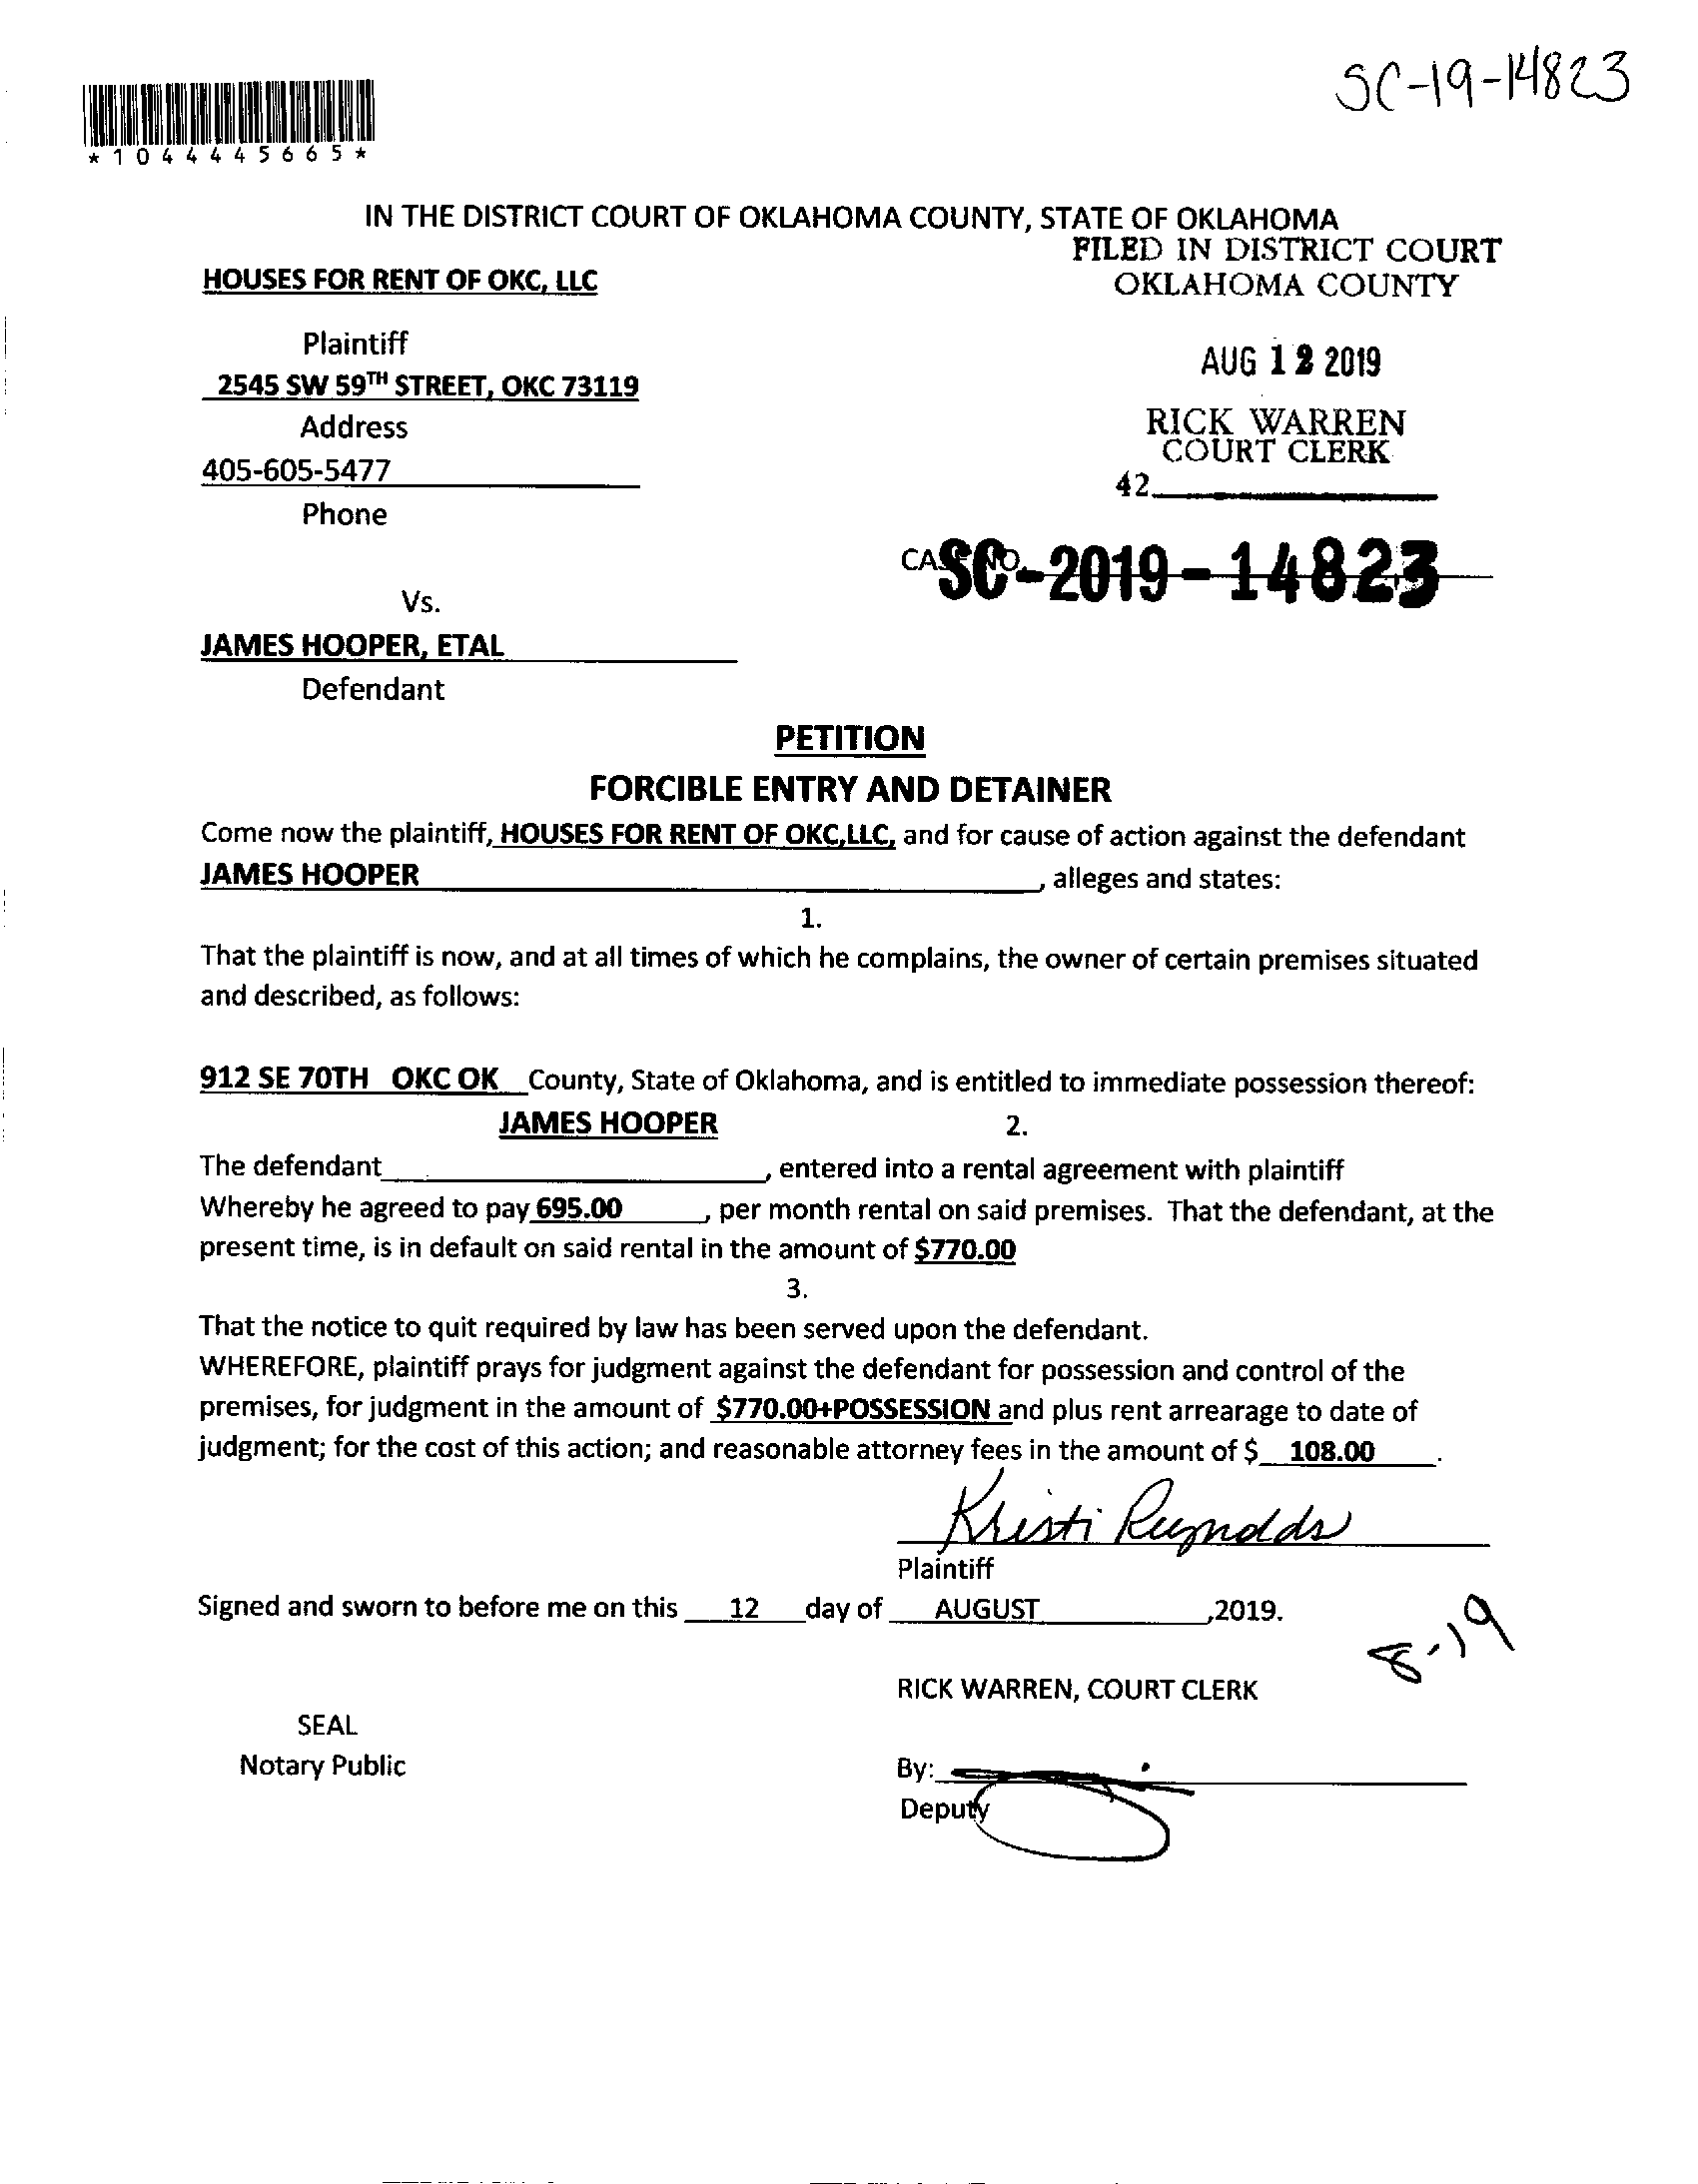 SC-19-14823
*1044445665*
IN THE DISTRICT COURT OF OKLAHOMA COUNTY, STATE OF OKLAHOMA
FILED IN DISTRICT COURT
OKLAHOMA COUNTY
HOUSES FOR RENT OF OKC, LLC
Plaintiff
AUG 12 2019
2545 SW 59TH STREET, OKC 73119
Address
RICK WARREN
COURT CLERK
405-605-5477
42
Phone
CASE NO. SC-2019-14823
Vs.
JAMES HOOPER, ETAL
Defendant
PETITION
FORCIBLE ENTRY AND DETAINER
Come now the plaintiff, HOUSES FOR RENT OF OKC,LLC, and for cause of action against the defendant
JAMES HOOPER, alleges and states:
1.
That the plaintiff is now, and at all times of which he complains, the owner of certain premises situated
and described, as follows:
912 SE 70TH OKC OK County, State of Oklahoma, and is entitled to immediate possession thereof:
JAMES HOOPER 2.
The defendant , entered into a rental agreement with plaintiff
Whereby he agreed to pay 695.00 , per month rental on said premises. That the defendant, at the
present time, is in default on said rental in the amount of $770.00
3.
That the notice to quit required by law has been served upon the defendant.
WHEREFORE, plaintiff prays for judgment against the defendant for possession and control of the
premises, for judgment in the amount of $770.00+POSSESSION and plus rent arrearage to date of
judgment; for the cost of this action; and reasonable attorney fees in the amount of $ 108.00 .
Kristi Reynolds
Plaintiff
Signed and sworn to before me on this 12 day of AUGUST ,2019.
8-19
RICK WARREN, COURT CLERK
SEAL
Notary Public
By:
Deputy